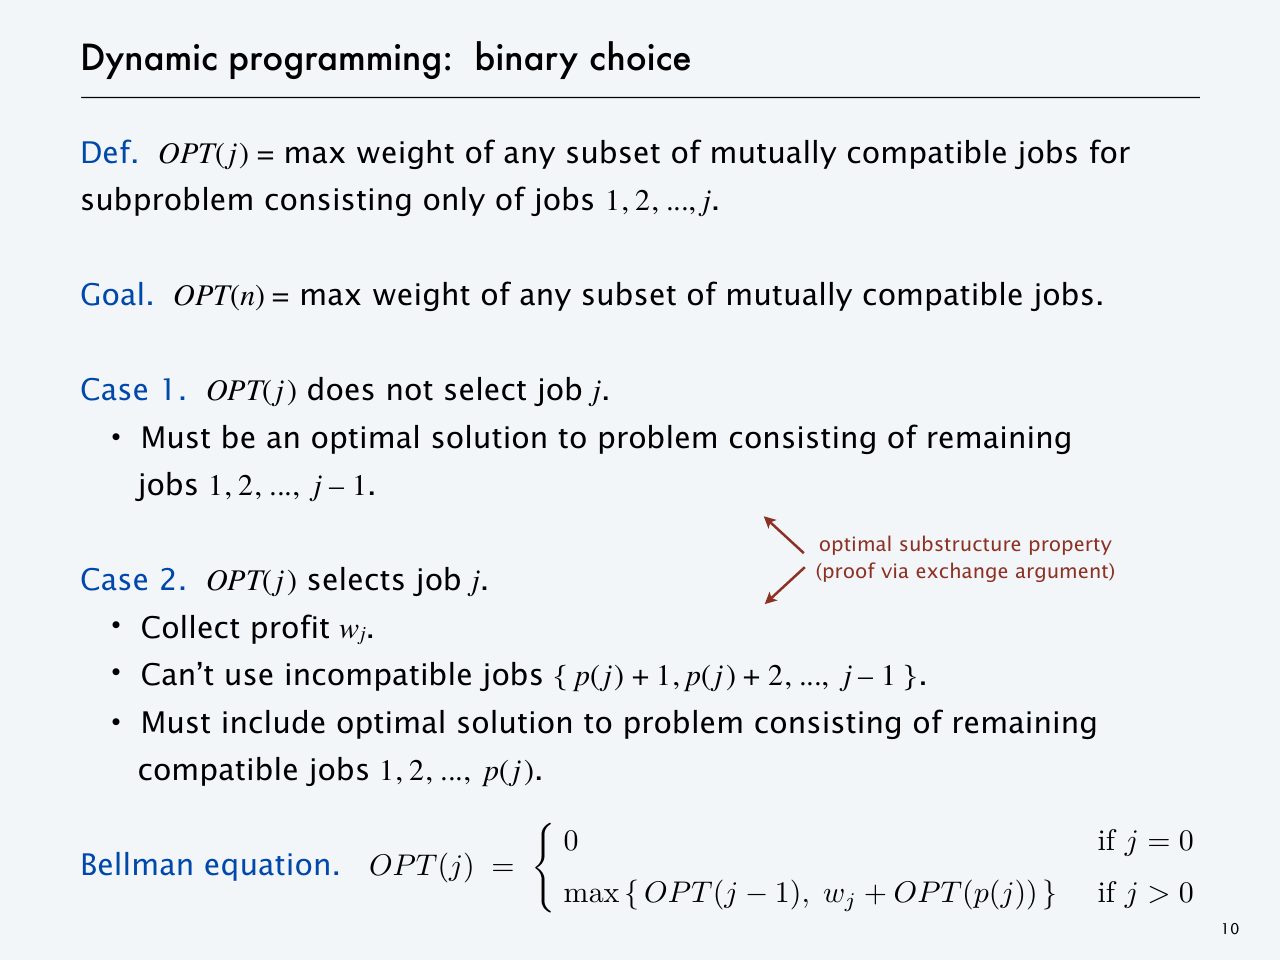 Dynamic programming: binary choice
Def. OPT(j) = max weight of any subset of mutually compatible jobs for
subproblem consisting only of jobs 1, 2, ..., j.
Goal. OPT(n) = max weight of any subset of mutually compatible jobs.
Case 1. OPT(j) does not select job j.
• Must be an optimal solution to problem consisting of remaining
jobs 1, 2, ..., j – 1.
optimal substructure property
(proof via exchange argument)
Case 2. OPT(j) selects job j.
• Collect profit wⱼ.
• Can’t use incompatible jobs { p(j) + 1, p(j) + 2, ..., j – 1 }.
• Must include optimal solution to problem consisting of remaining
compatible jobs 1, 2, ..., p(j).
Bellman equation. OPT(j) = {
0 if j = 0
max { OPT(j − 1), wⱼ + OPT(p(j)) } if j > 0
10